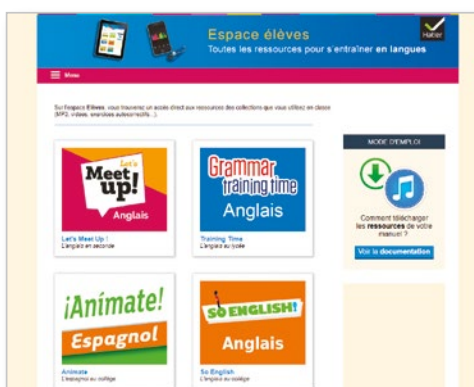 Espace élèves
Toutes les ressources pour s'entraîner en langues
Hatier
Menu
Sur l'espace Elèves, vous trouverez un accès direct aux ressources des collections que vous utilisez en classe
(MP3, vidéos, exercices autocorrectifs...).
Let's
Meet
up!
Anglais
Let's Meet Up !
L'anglais en seconde
Grammar
training time
Anglais
Training Time
L'anglais au lycée
MODE D'EMPLOI
Comment télécharger
les ressources de votre
manuel ?
Voir la documentation
¡Anímate!
Espagnol
Animate
L'espagnol au collège
SO ENGLISH!
Anglais
So English
L'anglais au collège